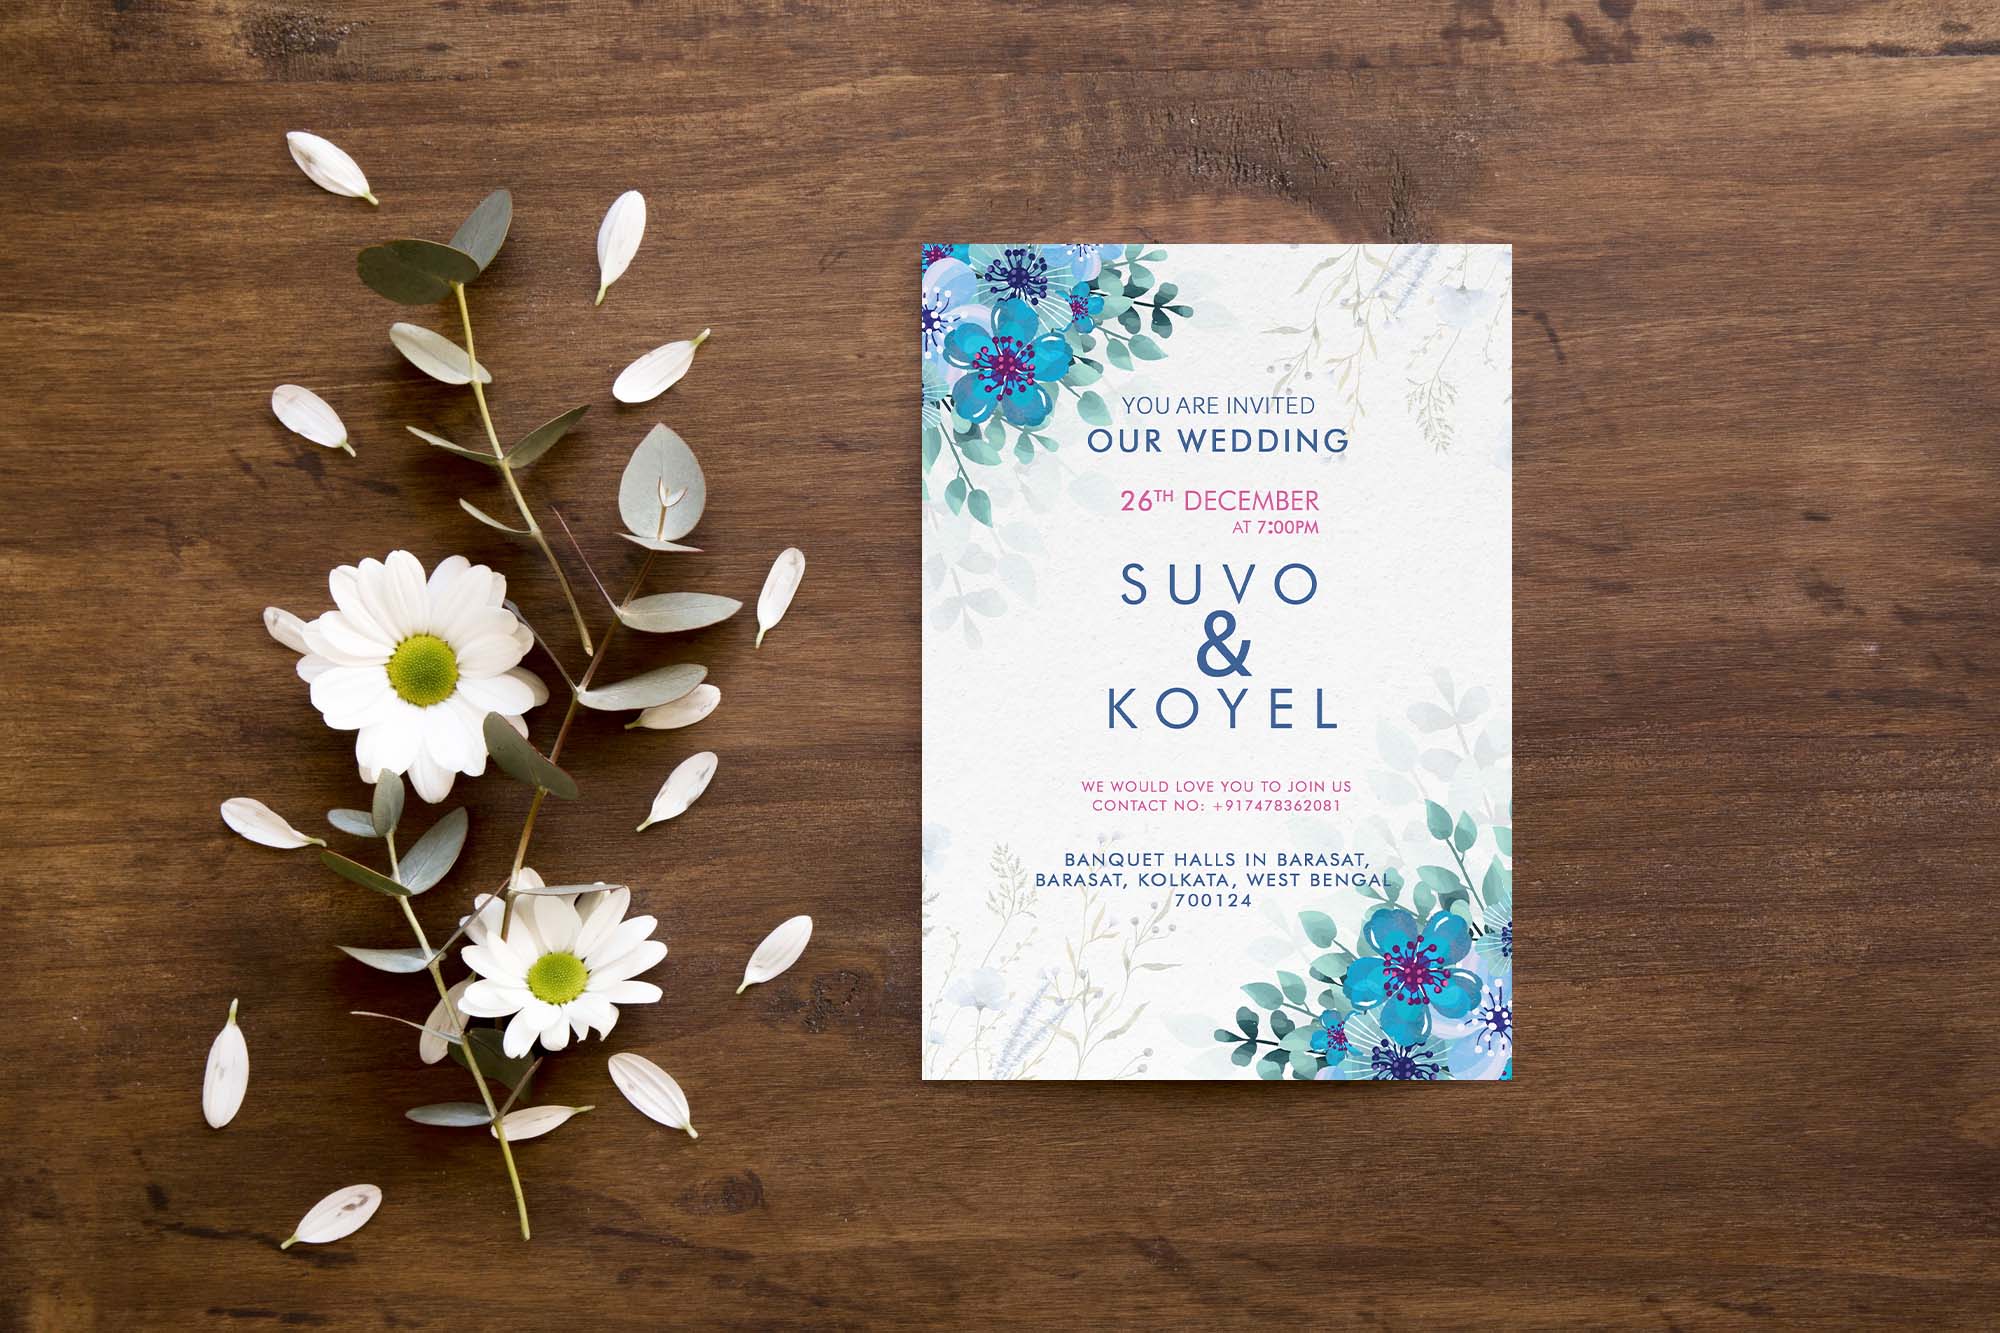 YOU ARE INVITED
OUR WEDDING
26TH DECEMBER
AT 7:00PM
SUVO
&
KOYEL
WE WOULD LOVE YOU TO JOIN US
CONTACT NO: +917478362081
BANQUET HALLS IN BARASAT,
BARASAT, KOLKATA, WEST BENGAL
700124